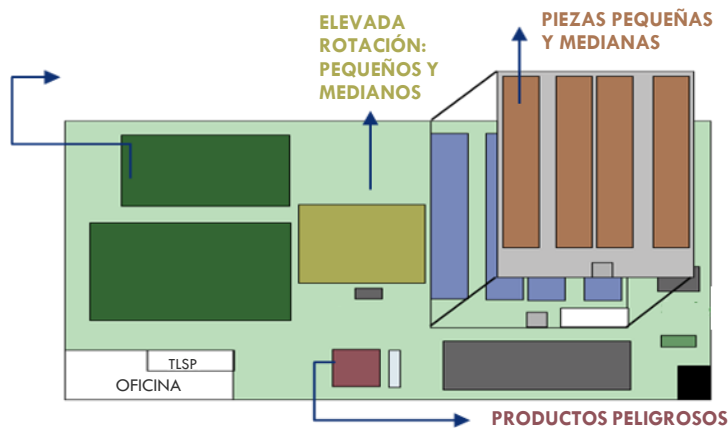 ELEVADA
ROTACIÓN:
PEQUEÑOS Y
MEDIANOS
PIEZAS PEQUEÑAS
Y MEDIANAS
TLSP
OFICINA
PRODUCTOS PELIGROSOS